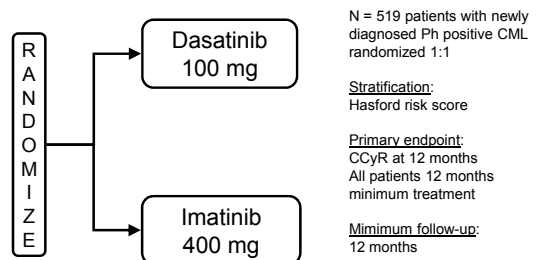 R
A
N
D
O
M
I
Z
E
Dasatinib
100 mg
Imatinib
400 mg
N = 519 patients with newly
diagnosed Ph positive CML
randomized 1:1
Stratification:
Hasford risk score
Primary endpoint:
CCyR at 12 months
All patients 12 months
minimum treatment
Mimimum follow-up:
12 months